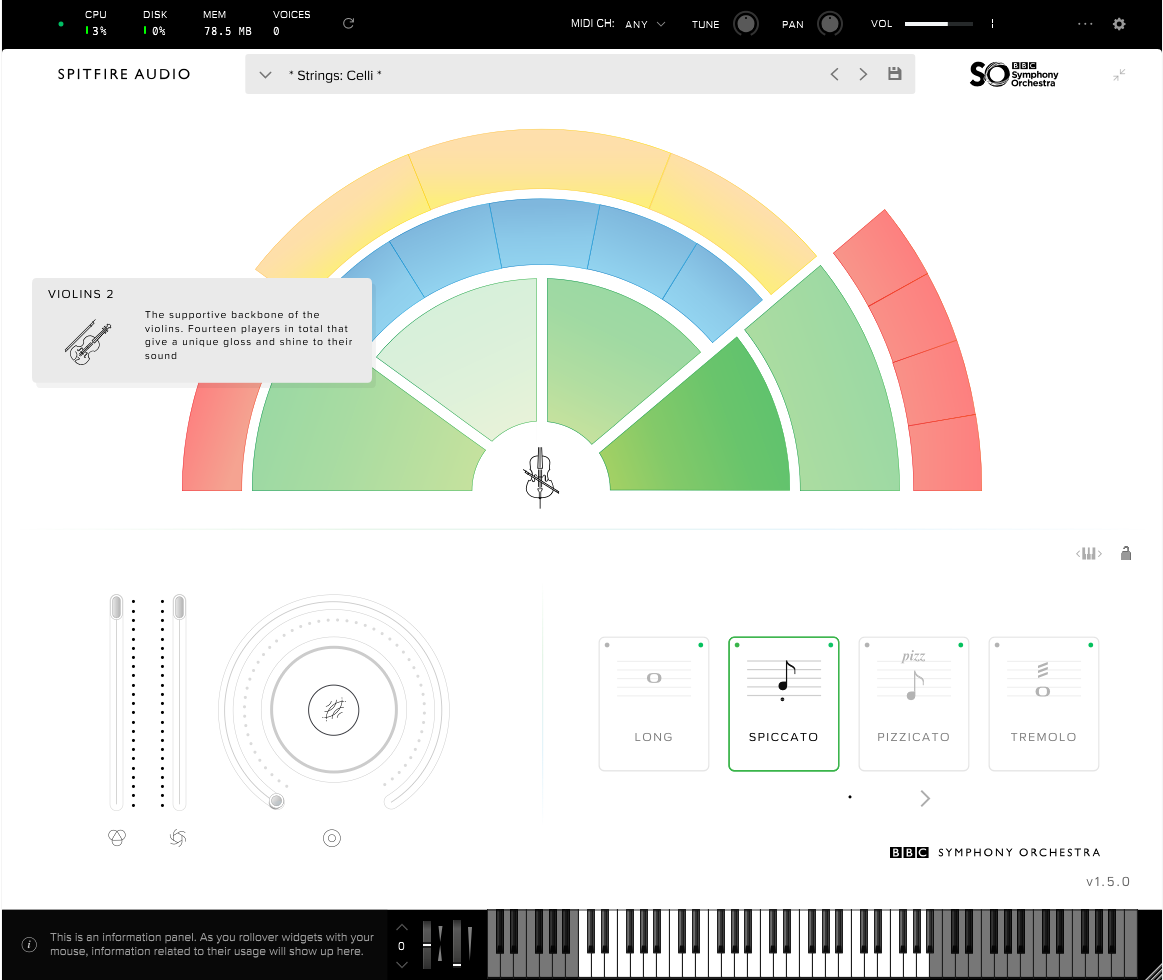 CPU DISK MEM VOICES
3% 0% 78.5 MB 0
MIDI CH: ANY TUNE PAN VOL
SPITFIRE AUDIO
* Strings: Celli *
SO BBC
Symphony
Orchestra
VIOLINS 2
The supportive backbone of the
violins. Fourteen players in total that
give a unique gloss and shine to their
sound
pizz
LONG SPICCATO PIZZICATO TREMOLO
BBC SYMPHONY ORCHESTRA
v1.5.0
This is an information panel. As you rollover widgets with your
mouse, information related to their usage will show up here.
0